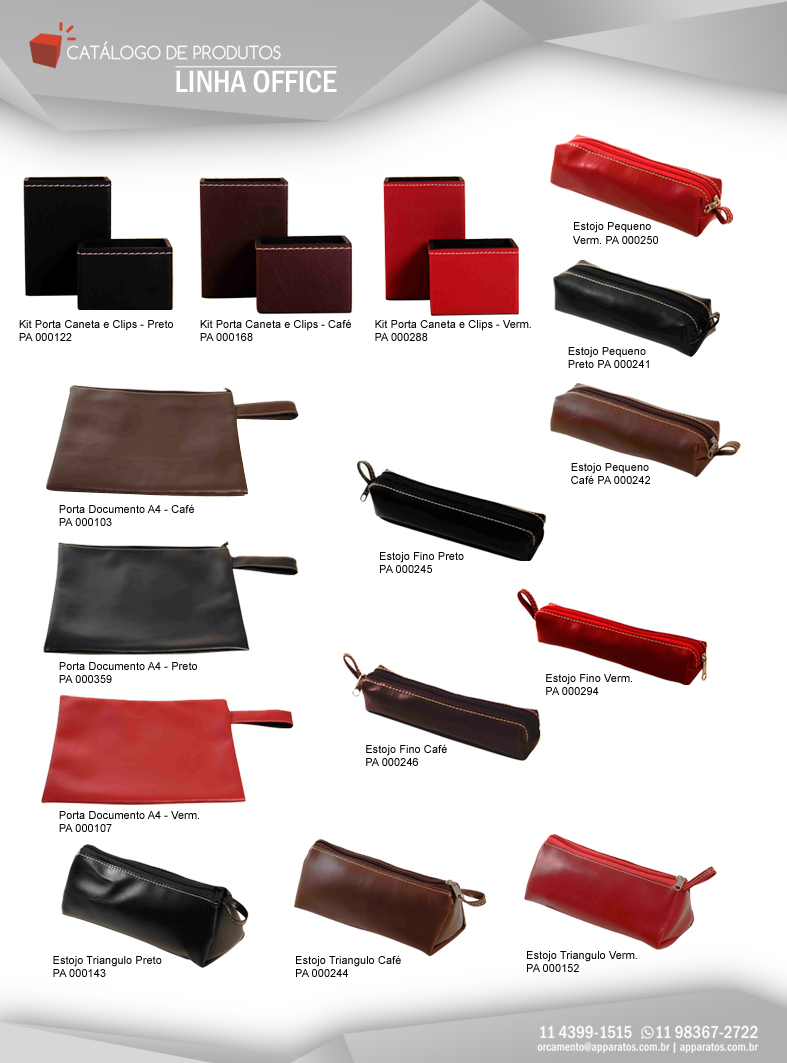 CATÁLOGO DE PRODUTOS
LINHA OFFICE
Estojo Pequeno
Verm. PA 000250
Kit Porta Caneta e Clips - Preto
PA 000122
Kit Porta Caneta e Clips - Café
PA 000168
Kit Porta Caneta e Clips - Verm.
PA 000288
Estojo Pequeno
Preto PA 000241
Estojo Pequeno
Café PA 000242
Porta Documento A4 - Café
PA 000103
Estojo Fino Preto
PA 000245
Porta Documento A4 - Preto
PA 000359
Estojo Fino Verm.
PA 000294
Estojo Fino Café
PA 000246
Porta Documento A4 - Verm.
PA 000107
Estojo Triangulo Preto
PA 000143
Estojo Triangulo Café
PA 000244
Estojo Triangulo Verm.
PA 000152
11 4399-1515 11 98367-2722
orcamento@apparatos.com.br | apparatos.com.br